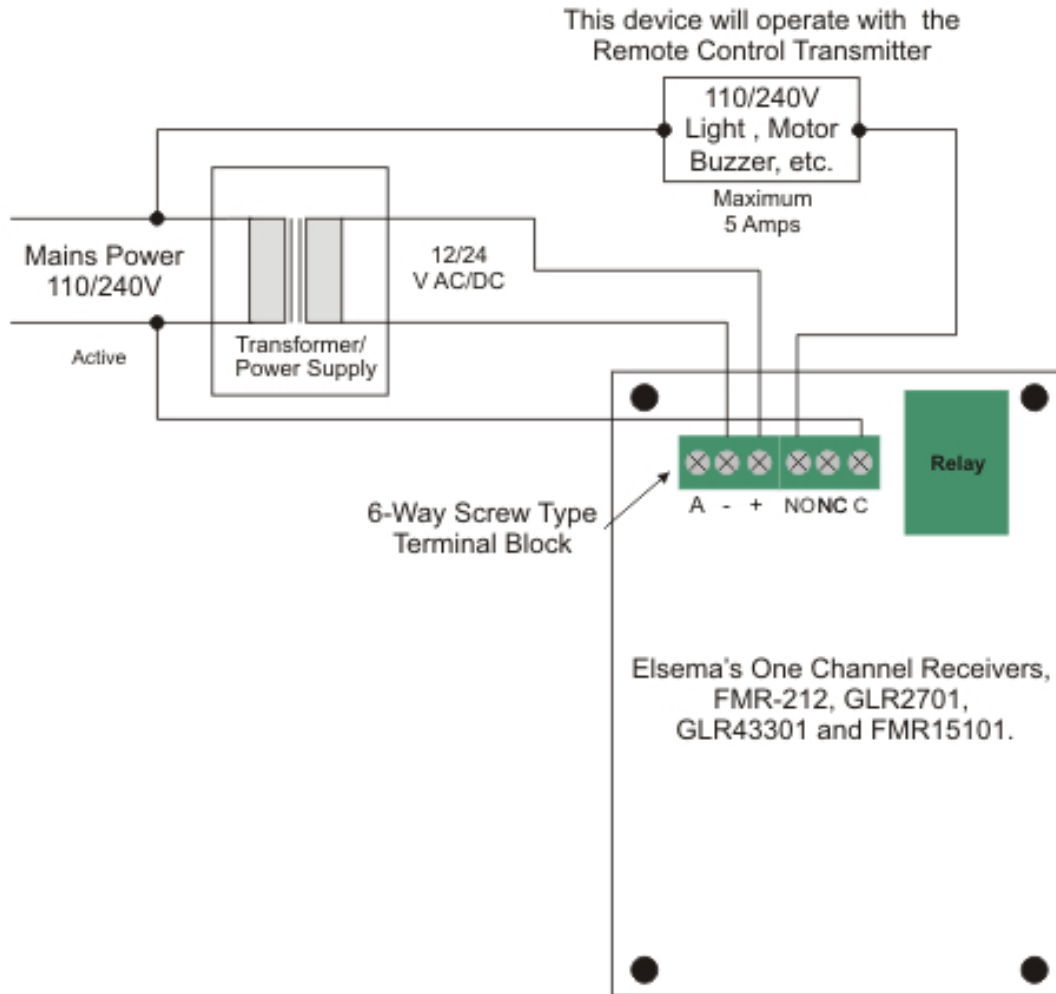 This device will operate with the
Remote Control Transmitter
110/240V
Light , Motor
Buzzer, etc.
Maximum
5 Amps
Mains Power
110/240V
12/24
V AC/DC
Active
Transformer/
Power Supply
Relay
A - + NO NC C
6-Way Screw Type
Terminal Block
Elsema's One Channel Receivers,
FMR-212, GLR2701,
GLR43301 and FMR15101.